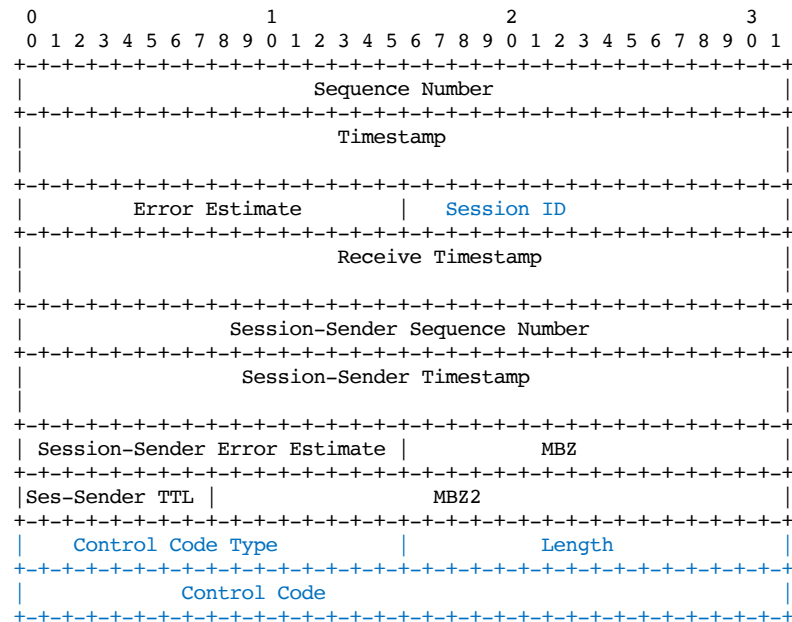 0                   1                   2                   3
0 1 2 3 4 5 6 7 8 9 0 1 2 3 4 5 6 7 8 9 0 1 2 3 4 5 6 7 8 9 0 1
+-+-+-+-+-+-+-+-+-+-+-+-+-+-+-+-+-+-+-+-+-+-+-+-+-+-+-+-+-+-+-+-+
|                        Sequence Number                        |
+-+-+-+-+-+-+-+-+-+-+-+-+-+-+-+-+-+-+-+-+-+-+-+-+-+-+-+-+-+-+-+-+
|                          Timestamp                            |
|                                                               |
+-+-+-+-+-+-+-+-+-+-+-+-+-+-+-+-+-+-+-+-+-+-+-+-+-+-+-+-+-+-+-+-+
|         Error Estimate        |   Session ID                  |
+-+-+-+-+-+-+-+-+-+-+-+-+-+-+-+-+-+-+-+-+-+-+-+-+-+-+-+-+-+-+-+-+
|                          Receive Timestamp                    |
|                                                               |
+-+-+-+-+-+-+-+-+-+-+-+-+-+-+-+-+-+-+-+-+-+-+-+-+-+-+-+-+-+-+-+-+
|                 Session-Sender Sequence Number                |
+-+-+-+-+-+-+-+-+-+-+-+-+-+-+-+-+-+-+-+-+-+-+-+-+-+-+-+-+-+-+-+-+
|                  Session-Sender Timestamp                     |
|                                                               |
+-+-+-+-+-+-+-+-+-+-+-+-+-+-+-+-+-+-+-+-+-+-+-+-+-+-+-+-+-+-+-+-+
| Session-Sender Error Estimate |           MBZ                 |
+-+-+-+-+-+-+-+-+-+-+-+-+-+-+-+-+-+-+-+-+-+-+-+-+-+-+-+-+-+-+-+-+
|Ses-Sender TTL |                  MBZ2                         |
+-+-+-+-+-+-+-+-+-+-+-+-+-+-+-+-+-+-+-+-+-+-+-+-+-+-+-+-+-+-+-+-+
|    Control Code Type          |           Length              |
+-+-+-+-+-+-+-+-+-+-+-+-+-+-+-+-+-+-+-+-+-+-+-+-+-+-+-+-+-+-+-+-+
|             Control Code                                      |
+-+-+-+-+-+-+-+-+-+-+-+-+-+-+-+-+-+-+-+-+-+-+-+-+-+-+-+-+-+-+-+-+